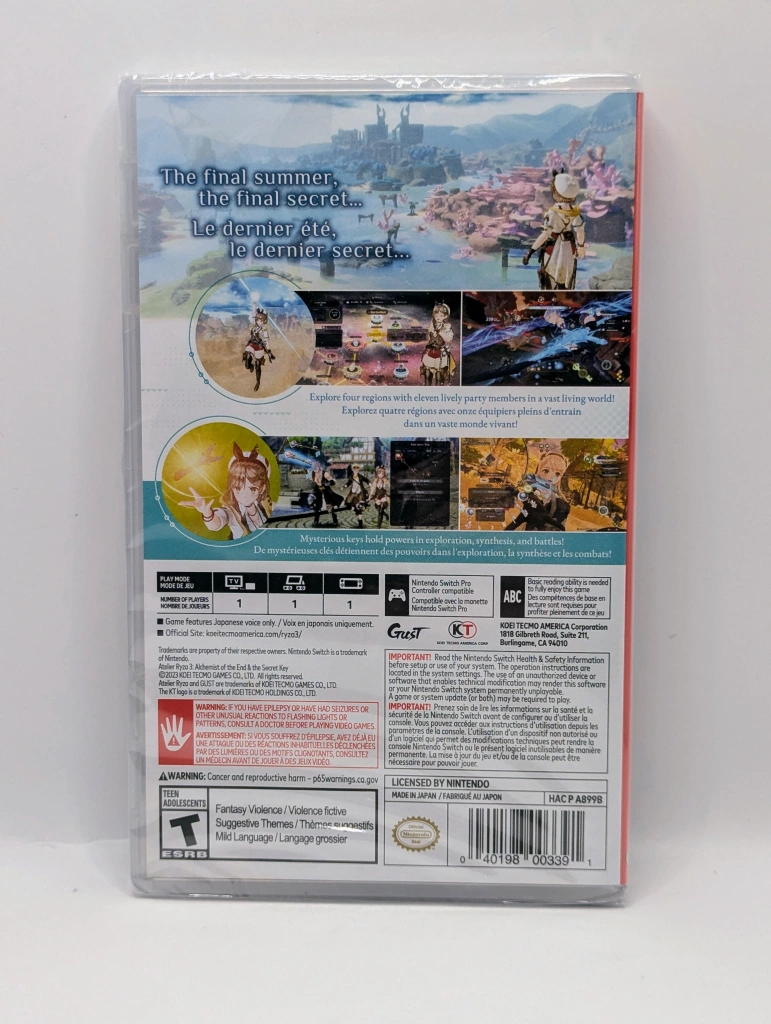 The final summer,
the final secret...
Le dernier été,
le dernier secret...
Explore four regions with eleven lively party members in a vast living world!
Explorez quatre régions avec onze équipiers pleins d'entrain
dans un vaste monde vivant!
Mysterious keys hold powers in exploration, synthesis, and battles!
De mystérieuses clés détiennent des pouvoirs dans l'exploration, la synthèse et les combats!
PLAY MODE
MODE DE JEU
TV
NUMBER OF PLAYERS
NOMBRE DE JOUEURS
1 1 1
Nintendo Switch Pro
Controller compatible
Compatible avec la manette
Nintendo Switch Pro
ABC
Basic reading ability is needed
to fully enjoy this game.
Des compétences de base en
lecture sont requises pour
profiter pleinement de ce jeu
Game features Japanese voice only. / Voix en japonais uniquement.
Official Site: koeitecmoamerica.com/ryza3/
GUST
KT
KOEI TECMO AMERICA CORP
KOEI TECMO AMERICA Corporation
1818 Gilbreth Road, Suite 211,
Burlingame, CA 94010
Trademarks are property of their respective owners. Nintendo Switch is a trademark
of Nintendo.
Atelier Ryza 3: Alchemist of the End & the Secret Key
©2023 KOEI TECMO GAMES CO., LTD. All rights reserved.
Atelier Ryza and GUST are trademarks of KOEI TECMO GAMES CO., LTD.
The KT logo is a trademark of KOEI TECMO HOLDINGS CO., LTD.
WARNING: IF YOU HAVE EPILEPSY OR HAVE HAD SEIZURES OR
OTHER UNUSUAL REACTIONS TO FLASHING LIGHTS OR
PATTERNS, CONSULT A DOCTOR BEFORE PLAYING VIDEO GAMES.
AVERTISSEMENT: SI VOUS SOUFFREZ D'ÉPILEPSIE, AVEZ DÉJÀ EU
UNE ATTAQUE OU DES RÉACTIONS INHABITUELLES DÉCLENCHÉES
PAR DES LUMIÈRES OU DES MOTIFS CLIGNOTANTS, CONSULTEZ
UN MÉDECIN AVANT DE JOUER À DES JEUX VIDÉO.
IMPORTANT! Read the Nintendo Switch Health & Safety Information
before setup or use of your system. The operation instructions are
located in the system settings. The use of an unauthorized device or
software that enables technical modification may render this software
or your Nintendo Switch system permanently unplayable.
A game or system update (or both) may be required to play.
IMPORTANT! Prenez soin de lire les informations sur la santé et la
sécurité de la Nintendo Switch avant de configurer ou d'utiliser la
console. Vous pouvez accéder aux instructions d'utilisation depuis les
paramètres de la console. L'utilisation d'un dispositif non autorisé ou
d'un logiciel qui permet des modifications techniques peut rendre la
console Nintendo Switch ou le présent logiciel inutilisables de manière
permanente. La mise à jour du jeu et/ou de la console peut être
nécessaire pour pouvoir jouer.
WARNING: Cancer and reproductive harm - p65warnings.ca.gov
TEEN
ADOLESCENTS
T
ESRB
Fantasy Violence / Violence fictive
Suggestive Themes / Thèmes suggestifs
Mild Language / Langage grossier
LICENSED BY NINTENDO
MADE IN JAPAN / FABRIQUÉ AU JAPON
HAC P A899B
Official
Nintendo
Seal
0 40198 00339 1